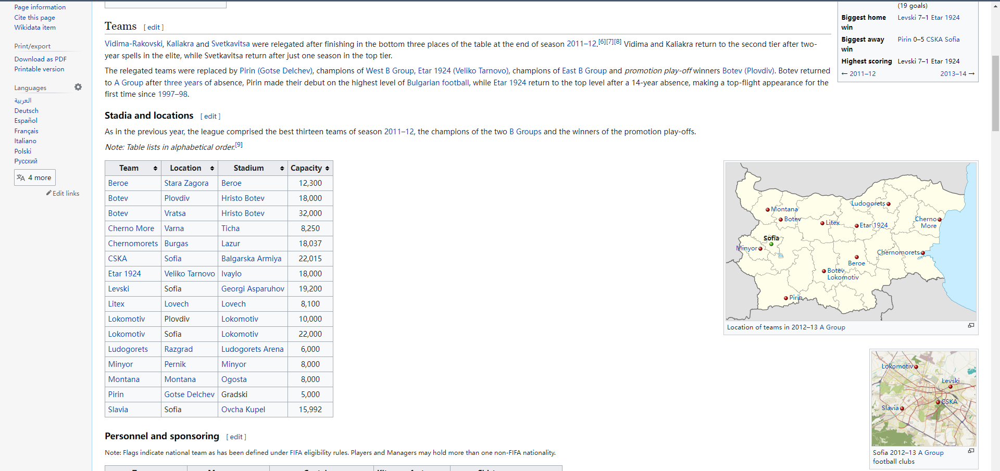 Page information
Cite this page
Wikidata item
Print/export
Download as PDF
Printable version
Languages
العربية
Deutsch
Español
Français
Italiano
Polski
Русский
4 more
Edit links
Teams [ edit ]
Vidima-Rakovski, Kaliakra and Svetkavitsa were relegated after finishing in the bottom three places of the table at the end of season 2011–12.[6][7][8] Vidima and Kaliakra return to the second tier after two-
year spells in the elite, while Svetkavitsa return after just one season in the top tier.
The relegated teams were replaced by Pirin (Gotse Delchev), champions of West B Group, Etar 1924 (Veliko Tarnovo), champions of East B Group and promotion play-off winners Botev (Plovdiv). Botev returned
to A Group after three years of absence, Pirin made their debut on the highest level of Bulgarian football, while Etar 1924 return to the top level after a 14-year absence, making a top-flight appearance for the
first time since 1997–98.
(19 goals)
Biggest home win Levski 7–1 Etar 1924
Biggest away win Pirin 0–5 CSKA Sofia
Highest scoring Levski 7–1 Etar 1924
← 2011–12 2013–14 →
Stadia and locations [ edit ]
As in the previous year, the league comprised the best thirteen teams of season 2011–12, the champions of the two B Groups and the winners of the promotion play-offs.
Note: Table lists in alphabetical order.[9]
Team Location Stadium Capacity
Beroe Stara Zagora Beroe 12,300
Botev Plovdiv Hristo Botev 18,000
Botev Vratsa Hristo Botev 32,000
Cherno More Varna Ticha 8,250
Chernomorets Burgas Lazur 18,037
CSKA Sofia Balgarska Armiya 22,015
Etar 1924 Veliko Tarnovo Ivaylo 18,000
Levski Sofia Georgi Asparuhov 19,200
Litex Lovech Lovech 8,100
Lokomotiv Plovdiv Lokomotiv 10,000
Lokomotiv Sofia Lokomotiv 22,000
Ludogorets Razgrad Ludogorets Arena 6,000
Minyor Pernik Minyor 8,000
Montana Montana Ogosta 8,000
Pirin Gotse Delchev Gradski 5,000
Slavia Sofia Ovcha Kupel 15,992
Ludogorets
Montana
Botev
Litex
Etar 1924
Cherno
More
Sofia
Minyor
Chernomorets
Beroe
Botev
Lokomotiv
Pirin
Location of teams in 2012–13 A Group
Lokomotiv
Levski
CSKA
Slavia
Sofia 2012–13 A Group
football clubs
Personnel and sponsoring [ edit ]
Note: Flags indicate national team as has been defined under FIFA eligibility rules. Players and Managers may hold more than one non-FIFA nationality.